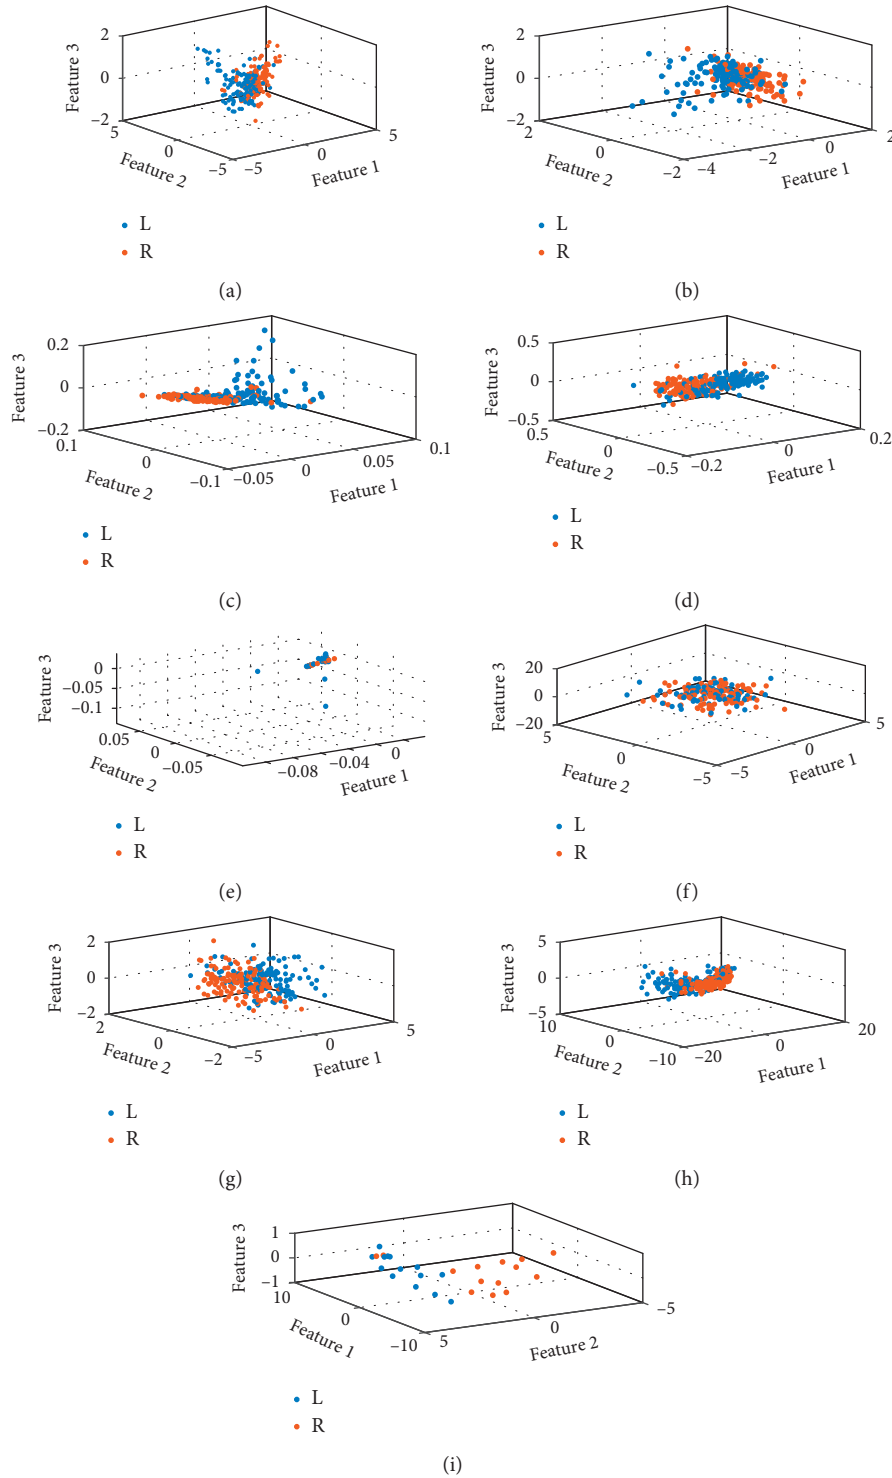 2
0
−2
5
0
−5
−5
0
5
Feature 3
Feature 2
Feature 1
L
R
(a)
2
0
−2
2
0
−2
−4
−2
0
2
Feature 3
Feature 2
Feature 1
L
R
(b)
0.2
0
−0.2
0.1
0
−0.1
−0.05
0
0.05
0.1
Feature 3
Feature 2
Feature 1
L
R
(c)
0.5
0
−0.5
0.5
0
−0.5
−0.2
0
0.2
Feature 3
Feature 2
Feature 1
L
R
(d)
0
−0.05
−0.1
0.05
0
−0.05
−0.08
−0.04
0
Feature 3
Feature 2
Feature 1
L
R
(e)
20
0
−20
5
0
−5
−5
0
5
Feature 3
Feature 2
Feature 1
L
R
(f)
2
0
−2
2
0
−2
−5
0
5
Feature 3
Feature 2
Feature 1
L
R
(g)
5
0
−5
10
0
−10
−20
0
20
Feature 3
Feature 2
Feature 1
L
R
(h)
1
0
−1
10
0
−10
5
0
−5
Feature 3
Feature 1
Feature 2
L
R
(i)